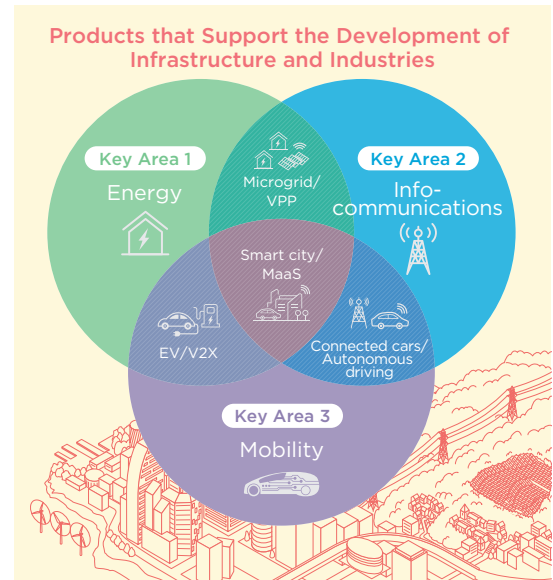 Products that Support the Development of
Infrastructure and Industries
Key Area 1
Energy
Microgrid/
VPP
Key Area 2
Info-
communications
Smart city/
MaaS
EV/V2X
Connected cars/
Autonomous
driving
Key Area 3
Mobility